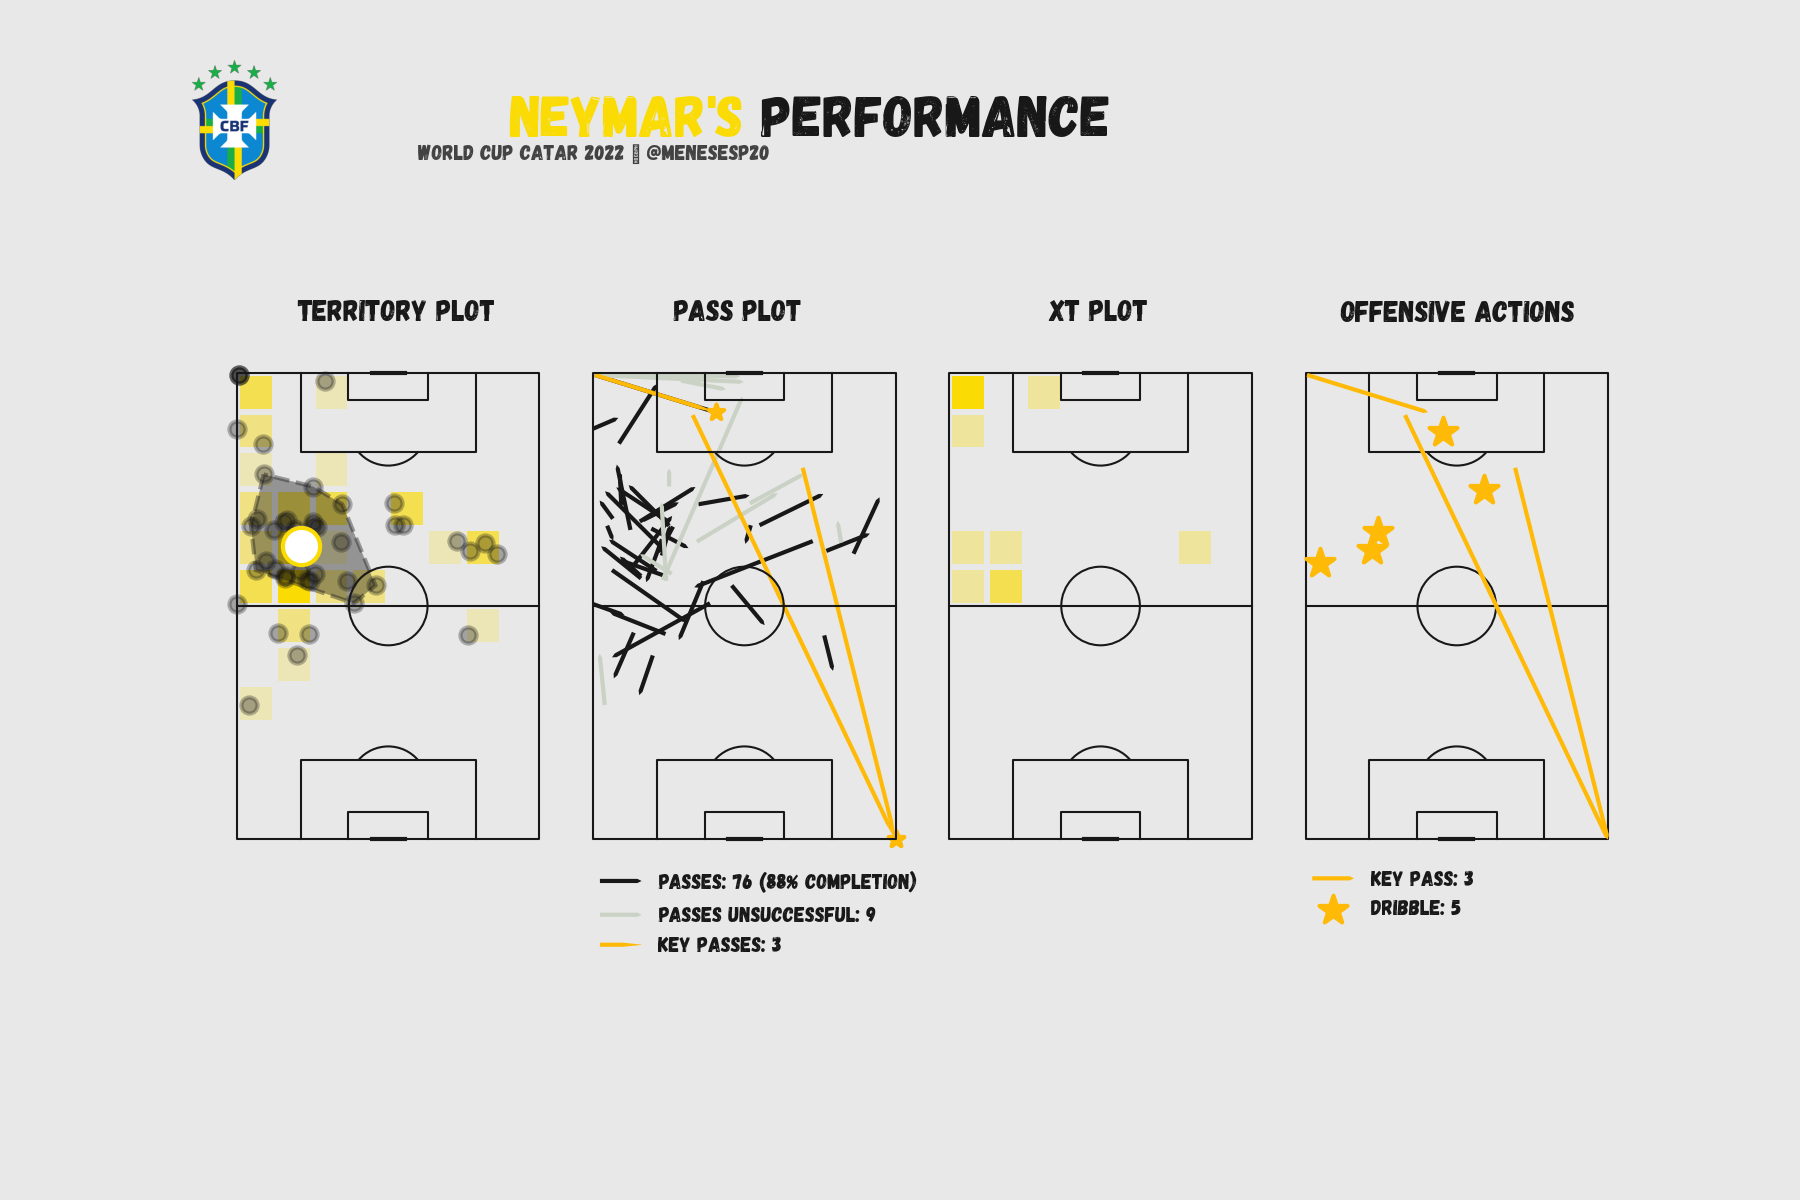 CBF
NEYMAR'S PERFORMANCE
WORLD CUP CATAR 2022 @MENESESP20
TERRITORY PLOT
PASS PLOT
XT PLOT
OFFENSIVE ACTIONS
PASSES: 76 (88% COMPLETION)
PASSES UNSUCCESSFUL: 9
KEY PASSES: 3
KEY PASS: 3
DRIBBLE: 5